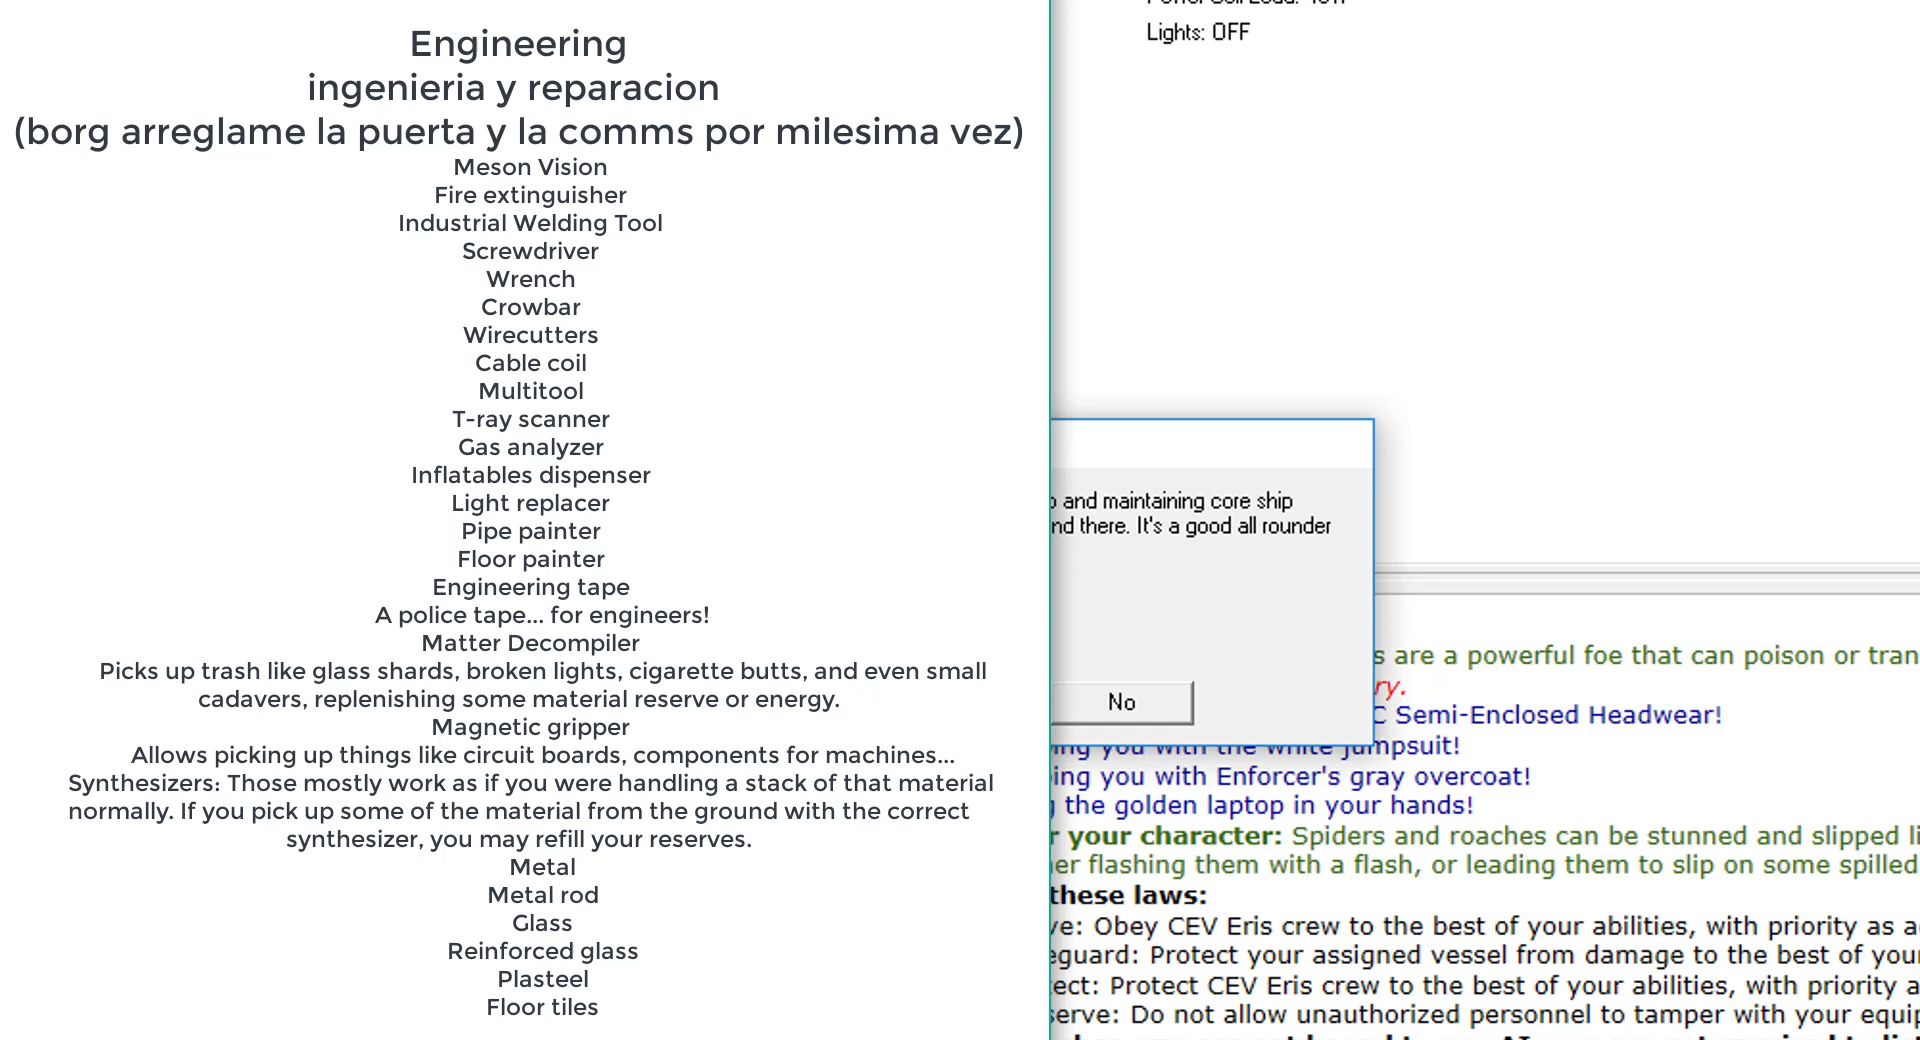 Engineering
ingenieria y reparacion
(borg arreglame la puerta y la comms por milesima vez)
Meson Vision
Fire extinguisher
Industrial Welding Tool
Screwdriver
Wrench
Crowbar
Wirecutters
Cable coil
Multitool
T-ray scanner
Gas analyzer
Inflatables dispenser
Light replacer
Pipe painter
Floor painter
Engineering tape
A police tape... for engineers!
Matter Decompiler
Picks up trash like glass shards, broken lights, cigarette butts, and even small
cadavers, replenishing some material reserve or energy.
Magnetic gripper
Allows picking up things like circuit boards, components for machines...
Synthesizers: Those mostly work as if you were handling a stack of that material
normally. If you pick up some of the material from the ground with the correct
synthesizer, you may refill your reserves.
Metal
Metal rod
Glass
Reinforced glass
Plasteel
Floor tiles
Lights: OFF
and maintaining core ship
nd there. It's a good all rounder
No
s are a powerful foe that can poison or tran
ry.
C Semi-Enclosed Headwear!
ing you with the white jumpsuit!
ing you with Enforcer's gray overcoat!
the golden laptop in your hands!
r your character: Spiders and roaches can be stunned and slipped li
er flashing them with a flash, or leading them to slip on some spilled
these laws:
ve: Obey CEV Eris crew to the best of your abilities, with priority as a
eguard: Protect your assigned vessel from damage to the best of your
ect: Protect CEV Eris crew to the best of your abilities, with priority a
serve: Do not allow unauthorized personnel to tamper with your equip